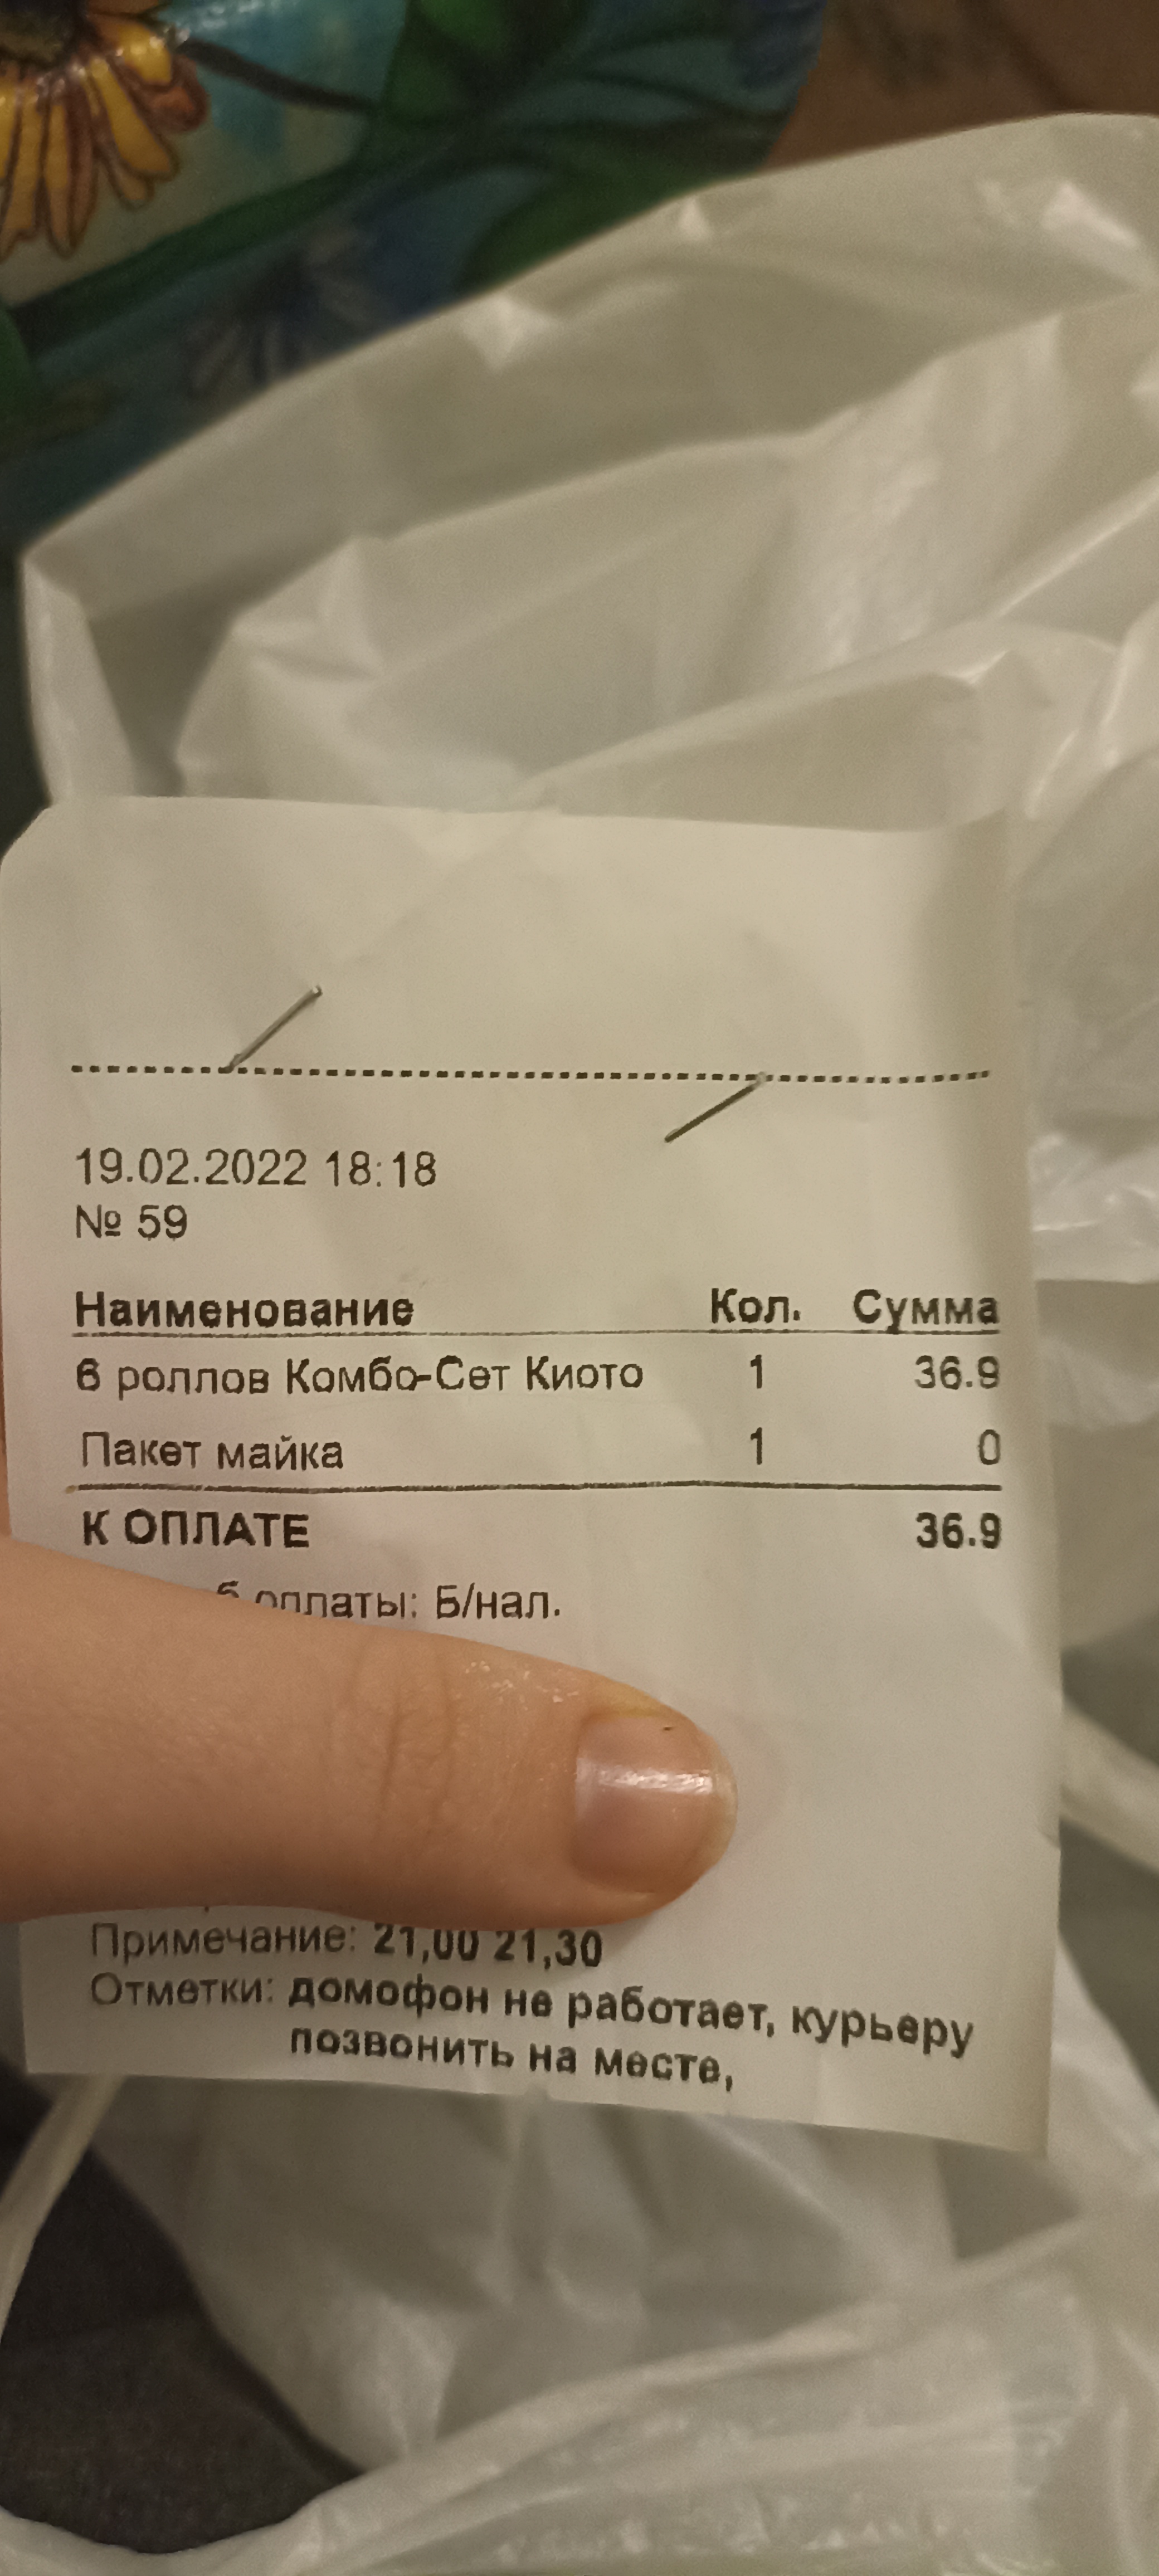 19.02.2022 18:18
№ 59
Наименование Кол. Сумма
6 роллов Комбо-Сет Киото 1 36.9
Пакет майка 1 0
К ОПЛАТЕ 36.9
оплаты: Б/нал.
Примечание: 21,00 21,30
Отметки: домофон не работает, курьеру
позвонить на месте,